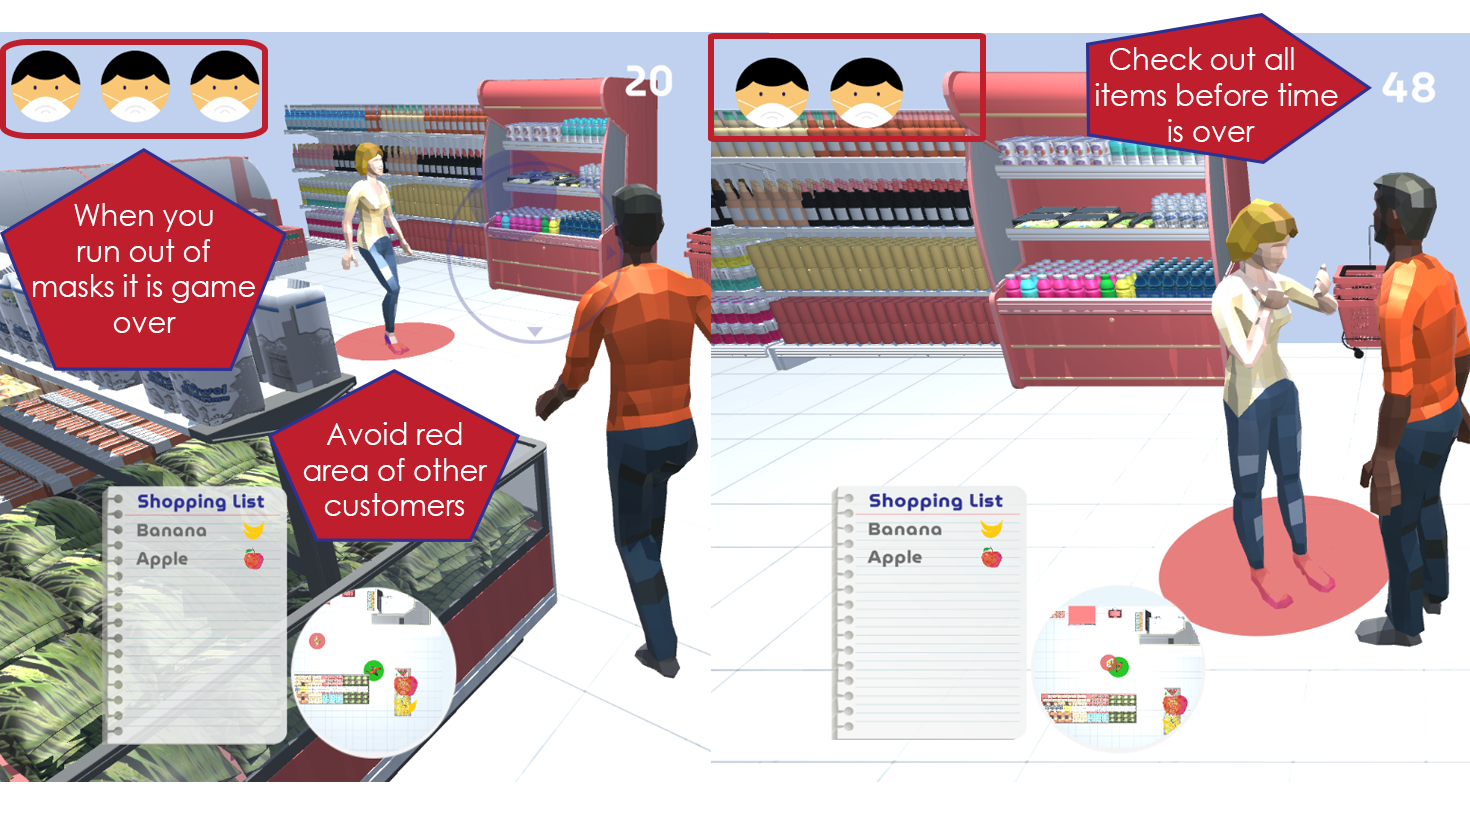 20
When you
run out of
masks it is game
over
Avoid red
area of other
customers
Shopping List
Banana
Apple
Check out all
items before time
is over
48
Shopping List
Banana
Apple